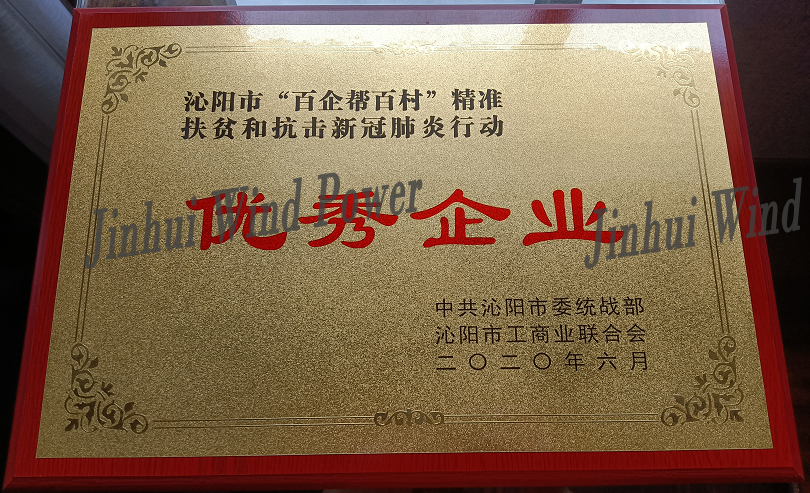 沁阳市“百企帮百村”精准
扶贫和抗击新冠肺炎行动
优秀企业
Jinhui Wind Power
Jinhui Wind
中共沁阳市委统战部
沁阳市工商业联合会
二〇二〇年六月